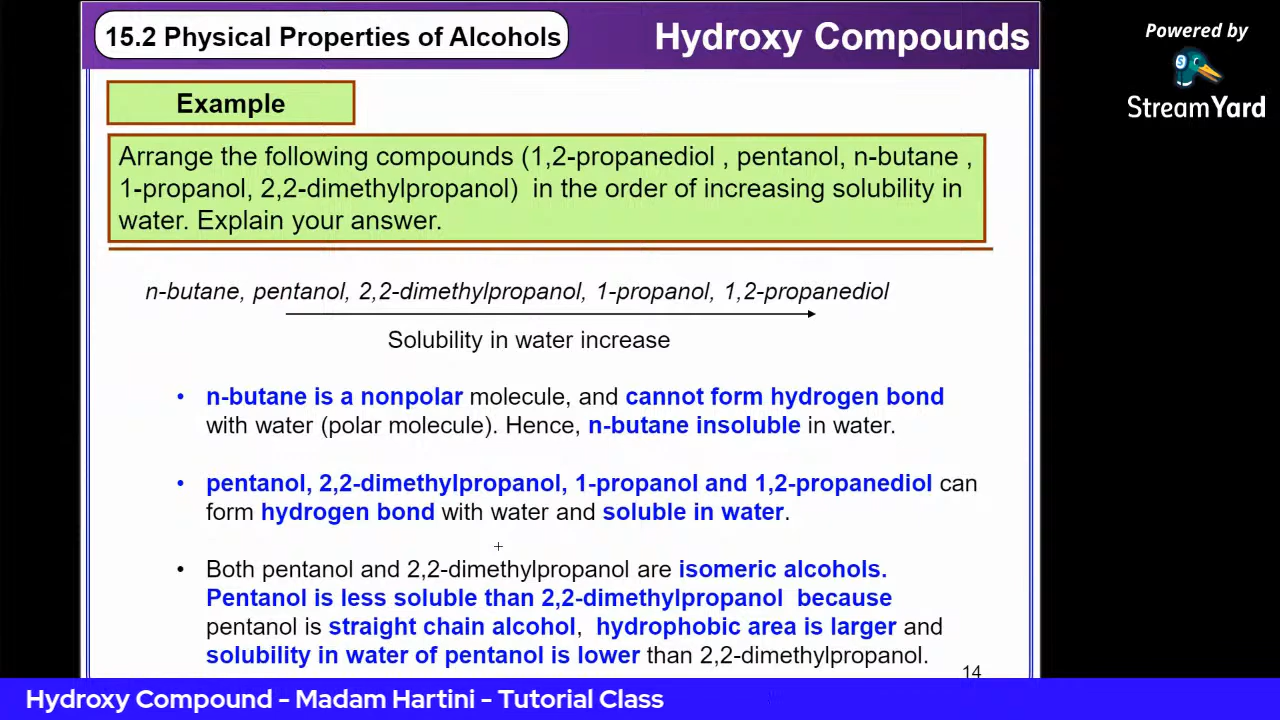 15.2 Physical Properties of Alcohols
Hydroxy Compounds
Powered by
StreamYard
Example
Arrange the following compounds (1,2-propanediol , pentanol, n-butane ,
1-propanol, 2,2-dimethylpropanol)  in the order of increasing solubility in
water. Explain your answer.
n-butane, pentanol, 2,2-dimethylpropanol, 1-propanol, 1,2-propanediol
Solubility in water increase
• n-butane is a nonpolar molecule, and cannot form hydrogen bond
with water (polar molecule). Hence, n-butane insoluble in water.
• pentanol, 2,2-dimethylpropanol, 1-propanol and 1,2-propanediol can
form hydrogen bond with water and soluble in water.
• Both pentanol and 2,2-dimethylpropanol are isomeric alcohols.
Pentanol is less soluble than 2,2-dimethylpropanol  because
pentanol is straight chain alcohol,  hydrophobic area is larger and
solubility in water of pentanol is lower than 2,2-dimethylpropanol.
14
Hydroxy Compound – Madam Hartini – Tutorial Class